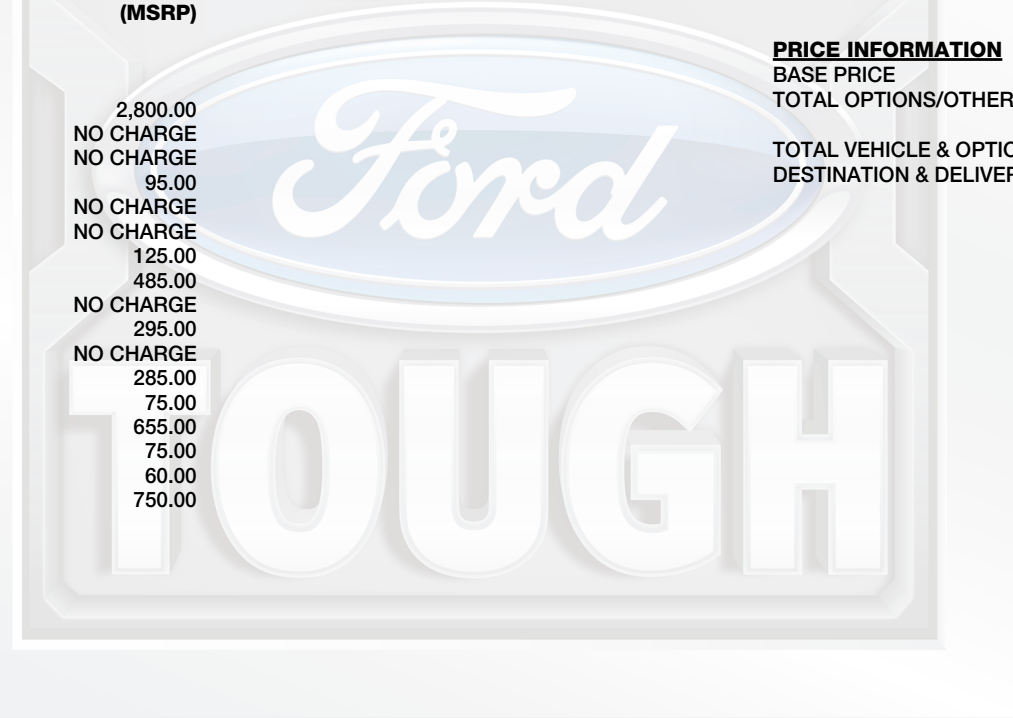 (MSRP)
2,800.00
NO CHARGE
NO CHARGE
95.00
NO CHARGE
NO CHARGE
125.00
485.00
NO CHARGE
295.00
NO CHARGE
285.00
75.00
655.00
75.00
60.00
750.00
PRICE INFORMATION
BASE PRICE
TOTAL OPTIONS/OTHER
TOTAL VEHICLE & OPTIO
DESTINATION & DELIVER
Ford
TOUGH